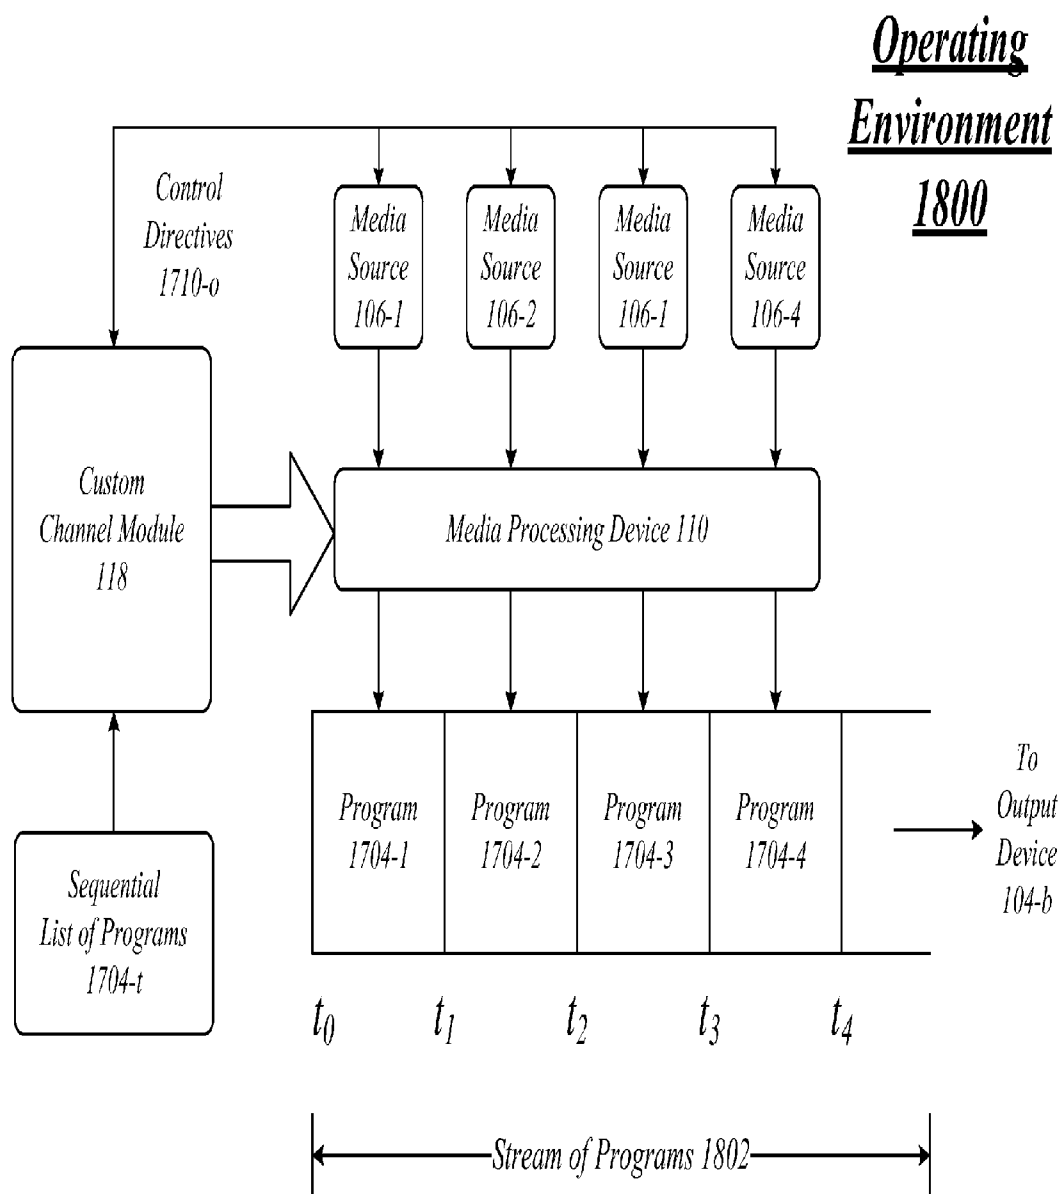 Operating
Environment
1800
Control
Directives
1710-o
Media
Source
106-1
Media
Source
106-2
Media
Source
106-1
Media
Source
106-4
Custom
Channel Module
118
Media Processing Device 110
Sequential
List of Programs
1704-t
Program
1704-1
Program
1704-2
Program
1704-3
Program
1704-4
To
Output
Device
104-b
t0
t1
t2
t3
t4
Stream of Programs 1802